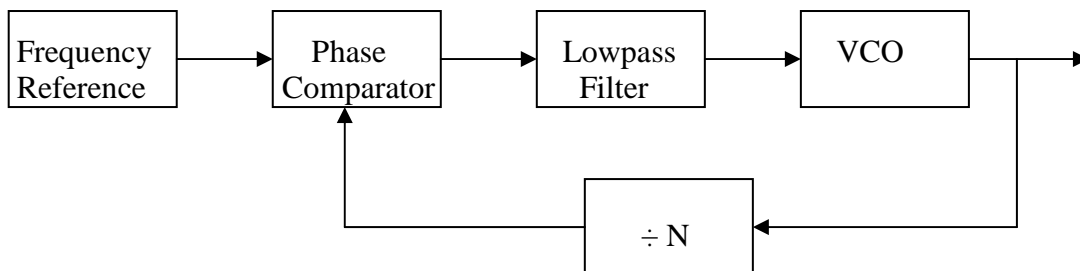 Frequency
Reference
Phase
Comparator
Lowpass
Filter
VCO
÷ N